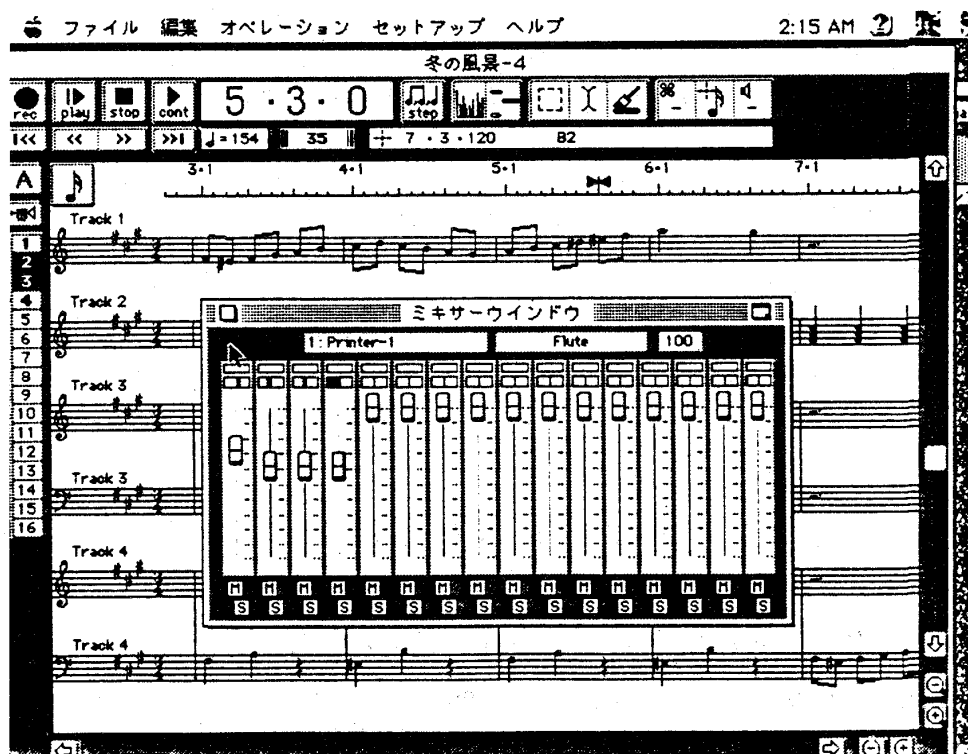 ファイル 編集 オペレーション セットアップ ヘルプ 2:15 AM
冬の風景-4
rec play stop cont 5・3・0 step
I<< << >> >>I ♩=154 35 7・3・120 B2
A 3・1 4・1 5・1 6・1 7・1
Track 1
Track 2
Track 3
Track 3
Track 4
Track 4
1
2
3
4
5
6
7
8
9
10
11
12
13
14
15
16
ミキサーウインドウ
1: Printer-1 Flute 100
M M M M M M M M M M M M M M M M
S S S S S S S S S S S S S S S S